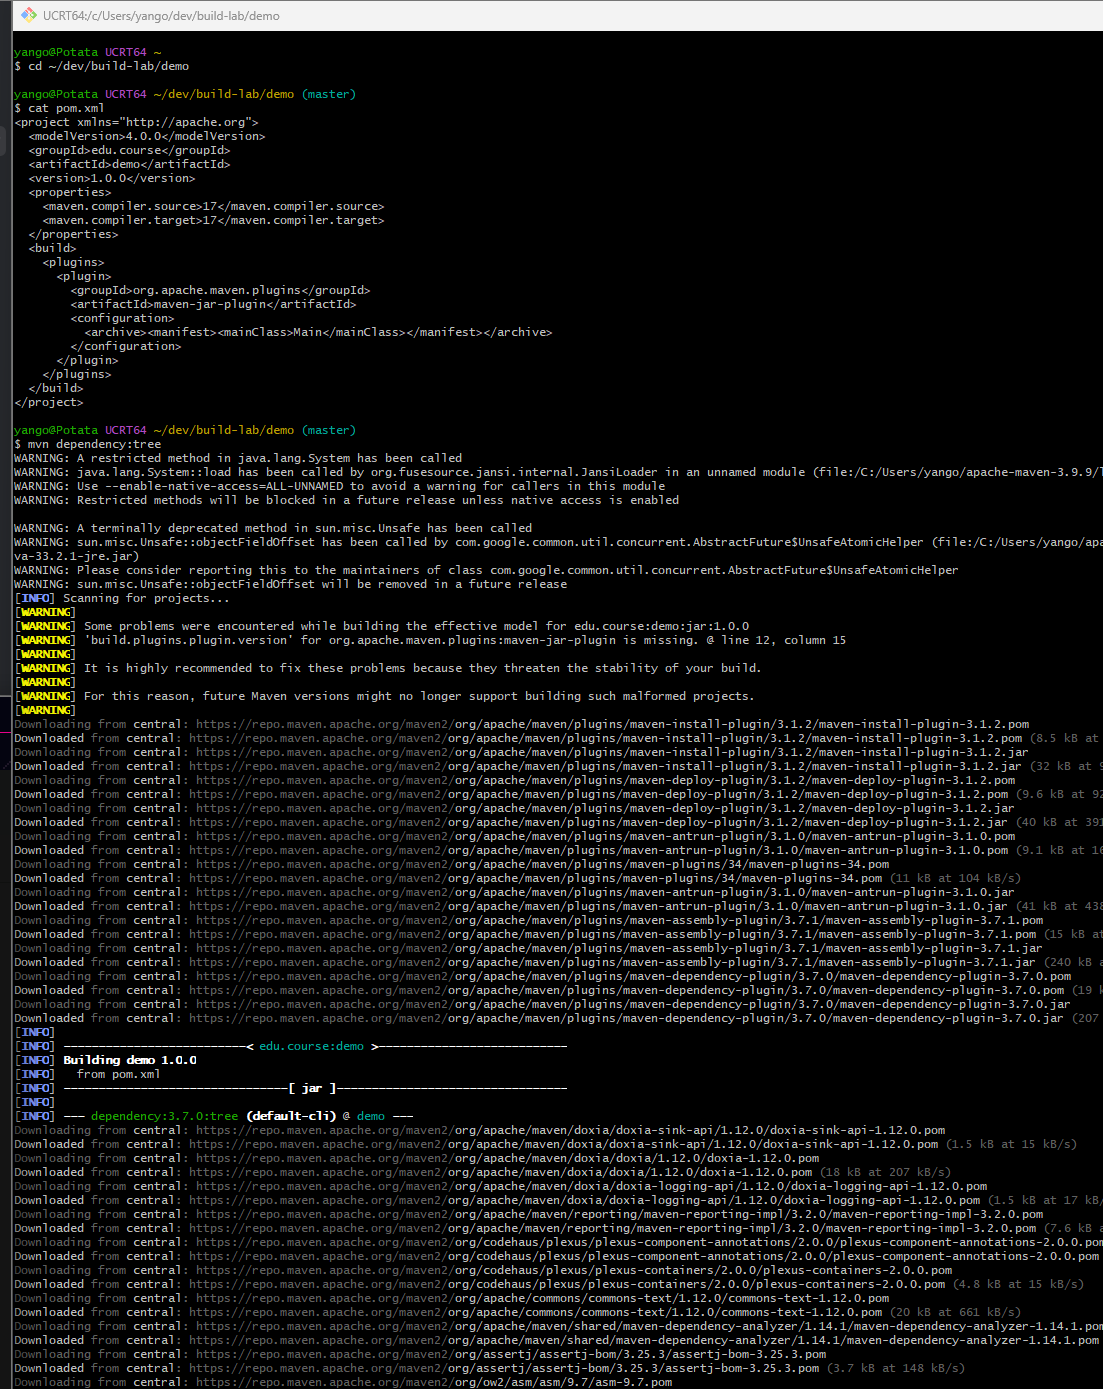 UCRT64:/c/Users/yango/dev/build-lab/demo
yango@Potata UCRT64 ~
$ cd ~/dev/build-lab/demo
yango@Potata UCRT64 ~/dev/build-lab/demo (master)
$ cat pom.xml
<project xmlns="http://apache.org">
  <modelVersion>4.0.0</modelVersion>
  <groupId>edu.course</groupId>
  <artifactId>demo</artifactId>
  <version>1.0.0</version>
  <properties>
    <maven.compiler.source>17</maven.compiler.source>
    <maven.compiler.target>17</maven.compiler.target>
  </properties>
  <build>
    <plugins>
      <plugin>
        <groupId>org.apache.maven.plugins</groupId>
        <artifactId>maven-jar-plugin</artifactId>
        <configuration>
          <archive><manifest><mainClass>Main</mainClass></manifest></archive>
        </configuration>
      </plugin>
    </plugins>
  </build>
</project>
yango@Potata UCRT64 ~/dev/build-lab/demo (master)
$ mvn dependency:tree
WARNING: A restricted method in java.lang.System has been called
WARNING: java.lang.System::load has been called by org.fusesource.jansi.internal.JansiLoader in an unnamed module (file:/C:/Users/yango/apache-maven-3.9.9/l
WARNING: Use --enable-native-access=ALL-UNNAMED to avoid a warning for callers in this module
WARNING: Restricted methods will be blocked in a future release unless native access is enabled
WARNING: A terminally deprecated method in sun.misc.Unsafe has been called
WARNING: sun.misc.Unsafe::objectFieldOffset has been called by com.google.common.util.concurrent.AbstractFuture$UnsafeAtomicHelper (file:/C:/Users/yango/apa
va-33.2.1-jre.jar)
WARNING: Please consider reporting this to the maintainers of class com.google.common.util.concurrent.AbstractFuture$UnsafeAtomicHelper
WARNING: sun.misc.Unsafe::objectFieldOffset will be removed in a future release
[INFO] Scanning for projects...
[WARNING]
[WARNING] Some problems were encountered while building the effective model for edu.course:demo:jar:1.0.0
[WARNING] 'build.plugins.plugin.version' for org.apache.maven.plugins:maven-jar-plugin is missing. @ line 12, column 15
[WARNING]
[WARNING] It is highly recommended to fix these problems because they threaten the stability of your build.
[WARNING]
[WARNING] For this reason, future Maven versions might no longer support building such malformed projects.
[WARNING]
Downloading from central: https://repo.maven.apache.org/maven2/org/apache/maven/plugins/maven-install-plugin/3.1.2/maven-install-plugin-3.1.2.pom
Downloaded from central: https://repo.maven.apache.org/maven2/org/apache/maven/plugins/maven-install-plugin/3.1.2/maven-install-plugin-3.1.2.pom (8.5 kB at
Downloading from central: https://repo.maven.apache.org/maven2/org/apache/maven/plugins/maven-install-plugin/3.1.2/maven-install-plugin-3.1.2.jar
Downloaded from central: https://repo.maven.apache.org/maven2/org/apache/maven/plugins/maven-install-plugin/3.1.2/maven-install-plugin-3.1.2.jar (32 kB at 9
Downloading from central: https://repo.maven.apache.org/maven2/org/apache/maven/plugins/maven-deploy-plugin/3.1.2/maven-deploy-plugin-3.1.2.pom
Downloaded from central: https://repo.maven.apache.org/maven2/org/apache/maven/plugins/maven-deploy-plugin/3.1.2/maven-deploy-plugin-3.1.2.pom (9.6 kB at 92
Downloading from central: https://repo.maven.apache.org/maven2/org/apache/maven/plugins/maven-deploy-plugin/3.1.2/maven-deploy-plugin-3.1.2.jar
Downloaded from central: https://repo.maven.apache.org/maven2/org/apache/maven/plugins/maven-deploy-plugin/3.1.2/maven-deploy-plugin-3.1.2.jar (40 kB at 391
Downloading from central: https://repo.maven.apache.org/maven2/org/apache/maven/plugins/maven-antrun-plugin/3.1.0/maven-antrun-plugin-3.1.0.pom
Downloaded from central: https://repo.maven.apache.org/maven2/org/apache/maven/plugins/maven-antrun-plugin/3.1.0/maven-antrun-plugin-3.1.0.pom (9.1 kB at 16
Downloading from central: https://repo.maven.apache.org/maven2/org/apache/maven/plugins/maven-plugins/34/maven-plugins-34.pom
Downloaded from central: https://repo.maven.apache.org/maven2/org/apache/maven/plugins/maven-plugins/34/maven-plugins-34.pom (11 kB at 104 kB/s)
Downloading from central: https://repo.maven.apache.org/maven2/org/apache/maven/plugins/maven-antrun-plugin/3.1.0/maven-antrun-plugin-3.1.0.jar
Downloaded from central: https://repo.maven.apache.org/maven2/org/apache/maven/plugins/maven-antrun-plugin/3.1.0/maven-antrun-plugin-3.1.0.jar (41 kB at 438
Downloading from central: https://repo.maven.apache.org/maven2/org/apache/maven/plugins/maven-assembly-plugin/3.7.1/maven-assembly-plugin-3.7.1.pom
Downloaded from central: https://repo.maven.apache.org/maven2/org/apache/maven/plugins/maven-assembly-plugin/3.7.1/maven-assembly-plugin-3.7.1.pom (15 kB at
Downloading from central: https://repo.maven.apache.org/maven2/org/apache/maven/plugins/maven-assembly-plugin/3.7.1/maven-assembly-plugin-3.7.1.jar
Downloaded from central: https://repo.maven.apache.org/maven2/org/apache/maven/plugins/maven-assembly-plugin/3.7.1/maven-assembly-plugin-3.7.1.jar (240 kB a
Downloading from central: https://repo.maven.apache.org/maven2/org/apache/maven/plugins/maven-dependency-plugin/3.7.0/maven-dependency-plugin-3.7.0.pom
Downloaded from central: https://repo.maven.apache.org/maven2/org/apache/maven/plugins/maven-dependency-plugin/3.7.0/maven-dependency-plugin-3.7.0.pom (19 k
Downloading from central: https://repo.maven.apache.org/maven2/org/apache/maven/plugins/maven-dependency-plugin/3.7.0/maven-dependency-plugin-3.7.0.jar
Downloaded from central: https://repo.maven.apache.org/maven2/org/apache/maven/plugins/maven-dependency-plugin/3.7.0/maven-dependency-plugin-3.7.0.jar (207
[INFO]
[INFO] --------------------------< edu.course:demo >---------------------------
[INFO] Building demo 1.0.0
[INFO]   from pom.xml
[INFO] --------------------------------[ jar ]---------------------------------
[INFO]
[INFO] --- dependency:3.7.0:tree (default-cli) @ demo ---
Downloading from central: https://repo.maven.apache.org/maven2/org/apache/maven/doxia/doxia-sink-api/1.12.0/doxia-sink-api-1.12.0.pom
Downloaded from central: https://repo.maven.apache.org/maven2/org/apache/maven/doxia/doxia-sink-api/1.12.0/doxia-sink-api-1.12.0.pom (1.5 kB at 15 kB/s)
Downloading from central: https://repo.maven.apache.org/maven2/org/apache/maven/doxia/doxia/1.12.0/doxia-1.12.0.pom
Downloaded from central: https://repo.maven.apache.org/maven2/org/apache/maven/doxia/doxia/1.12.0/doxia-1.12.0.pom (18 kB at 207 kB/s)
Downloading from central: https://repo.maven.apache.org/maven2/org/apache/maven/doxia/doxia-logging-api/1.12.0/doxia-logging-api-1.12.0.pom
Downloaded from central: https://repo.maven.apache.org/maven2/org/apache/maven/doxia/doxia-logging-api/1.12.0/doxia-logging-api-1.12.0.pom (1.5 kB at 17 kB/
Downloading from central: https://repo.maven.apache.org/maven2/org/apache/maven/reporting/maven-reporting-impl/3.2.0/maven-reporting-impl-3.2.0.pom
Downloaded from central: https://repo.maven.apache.org/maven2/org/apache/maven/reporting/maven-reporting-impl/3.2.0/maven-reporting-impl-3.2.0.pom (7.6 kB a
Downloading from central: https://repo.maven.apache.org/maven2/org/codehaus/plexus/plexus-component-annotations/2.0.0/plexus-component-annotations-2.0.0.pom
Downloaded from central: https://repo.maven.apache.org/maven2/org/codehaus/plexus/plexus-component-annotations/2.0.0/plexus-component-annotations-2.0.0.pom
Downloading from central: https://repo.maven.apache.org/maven2/org/codehaus/plexus/plexus-containers/2.0.0/plexus-containers-2.0.0.pom
Downloaded from central: https://repo.maven.apache.org/maven2/org/codehaus/plexus/plexus-containers/2.0.0/plexus-containers-2.0.0.pom (4.8 kB at 15 kB/s)
Downloading from central: https://repo.maven.apache.org/maven2/org/apache/commons/commons-text/1.12.0/commons-text-1.12.0.pom
Downloaded from central: https://repo.maven.apache.org/maven2/org/apache/commons/commons-text/1.12.0/commons-text-1.12.0.pom (20 kB at 661 kB/s)
Downloading from central: https://repo.maven.apache.org/maven2/org/apache/maven/shared/maven-dependency-analyzer/1.14.1/maven-dependency-analyzer-1.14.1.pom
Downloaded from central: https://repo.maven.apache.org/maven2/org/apache/maven/shared/maven-dependency-analyzer/1.14.1/maven-dependency-analyzer-1.14.1.pom
Downloading from central: https://repo.maven.apache.org/maven2/org/assertj/assertj-bom/3.25.3/assertj-bom-3.25.3.pom
Downloaded from central: https://repo.maven.apache.org/maven2/org/assertj/assertj-bom/3.25.3/assertj-bom-3.25.3.pom (3.7 kB at 148 kB/s)
Downloading from central: https://repo.maven.apache.org/maven2/org/ow2/asm/asm/9.7/asm-9.7.pom